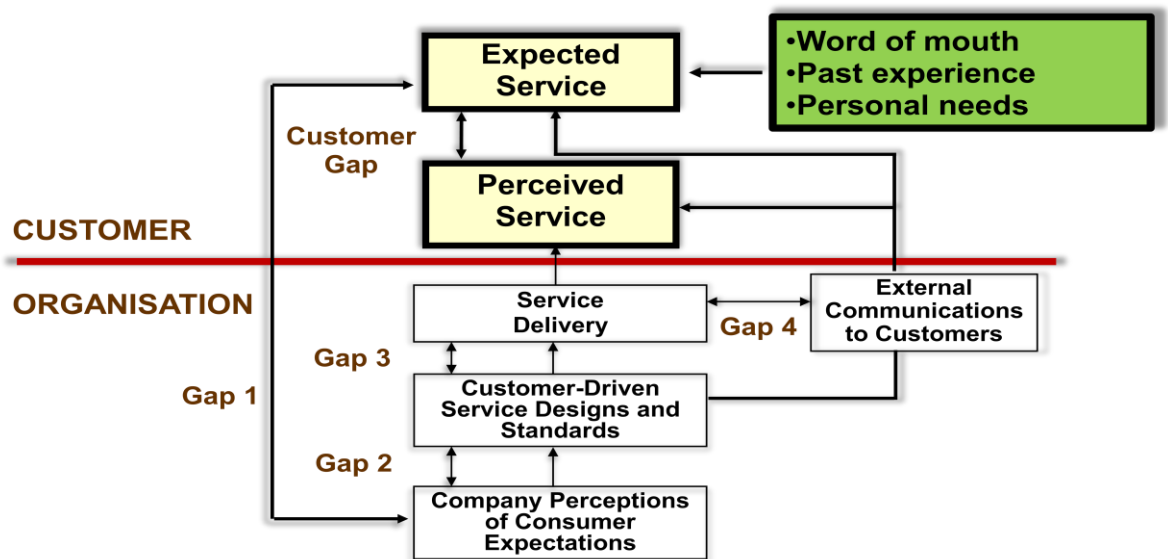 Expected
Service
•Word of mouth
•Past experience
•Personal needs
Customer
Gap
Perceived
Service
CUSTOMER
ORGANISATION
Service
Delivery
External
Communications
to Customers
Gap 4
Gap 3
Gap 1
Customer-Driven
Service Designs and
Standards
Gap 2
Company Perceptions
of Consumer
Expectations